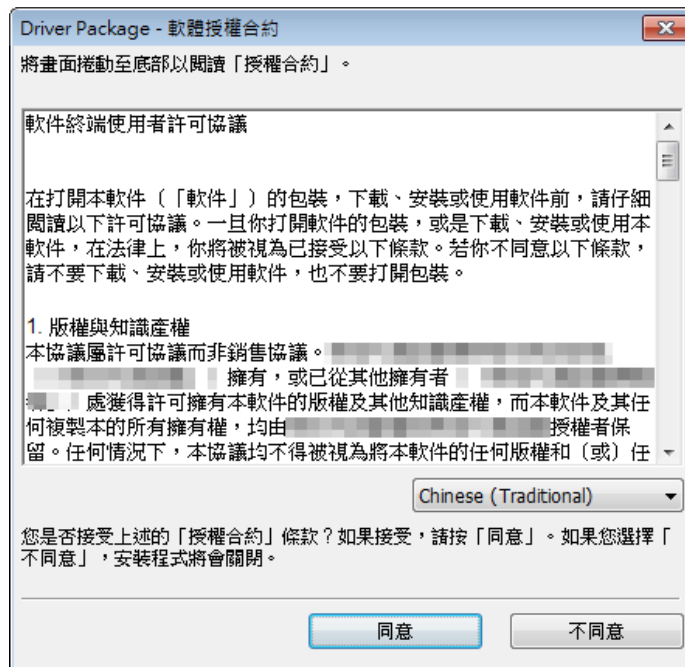 Driver Package - 軟體授權合約
將畫面捲動至底部以閱讀「授權合約」。
軟件終端使用者許可協議
在打開本軟件（「軟件」）的包裝，下載、安裝或使用軟件前，請仔細
閱讀以下許可協議。一旦你打開軟件的包裝，或是下載、安裝或使用本
軟件，在法律上，你將被視為已接受以下條款。若你不同意以下條款，
請不要下載、安裝或使用軟件，也不要打開包裝。
1. 版權與知識產權
本協議屬許可協議而非銷售協議。
擁有，或已從其他擁有者
處獲得許可擁有本軟件的版權及其他知識產權，而本軟件及其任
何複製本的所有擁有權，均由授權者保
留。任何情況下，本協議均不得被視為將本軟件的任何版權和（或）任
Chinese (Traditional)
您是否接受上述的「授權合約」條款？如果接受，請按「同意」。如果您選擇「
不同意」，安裝程式將會關閉。
同意
不同意